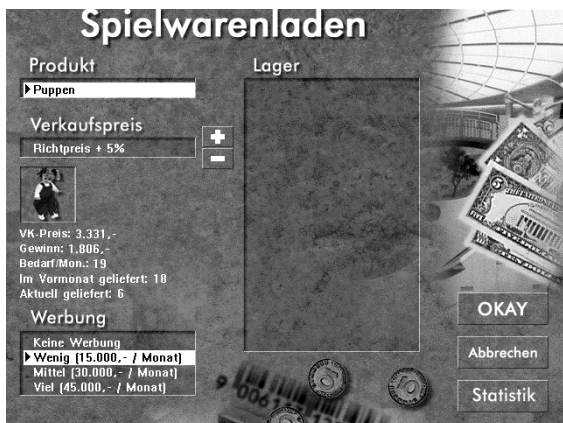 Spielwarenladen
Produkt
Puppen
Verkaufspreis
Richtpreis + 5%
+
-
VK-Preis: 3.331,-
Gewinn: 1.806,-
Bedarf/Mon.: 19
Im Vormonat geliefert: 18
Aktuell geliefert: 6
Werbung
Keine Werbung
Wenig (15.000,- / Monat)
Mittel (30.000,- / Monat)
Viel (45.000,- / Monat)
Lager
OKAY
Abbrechen
Statistik